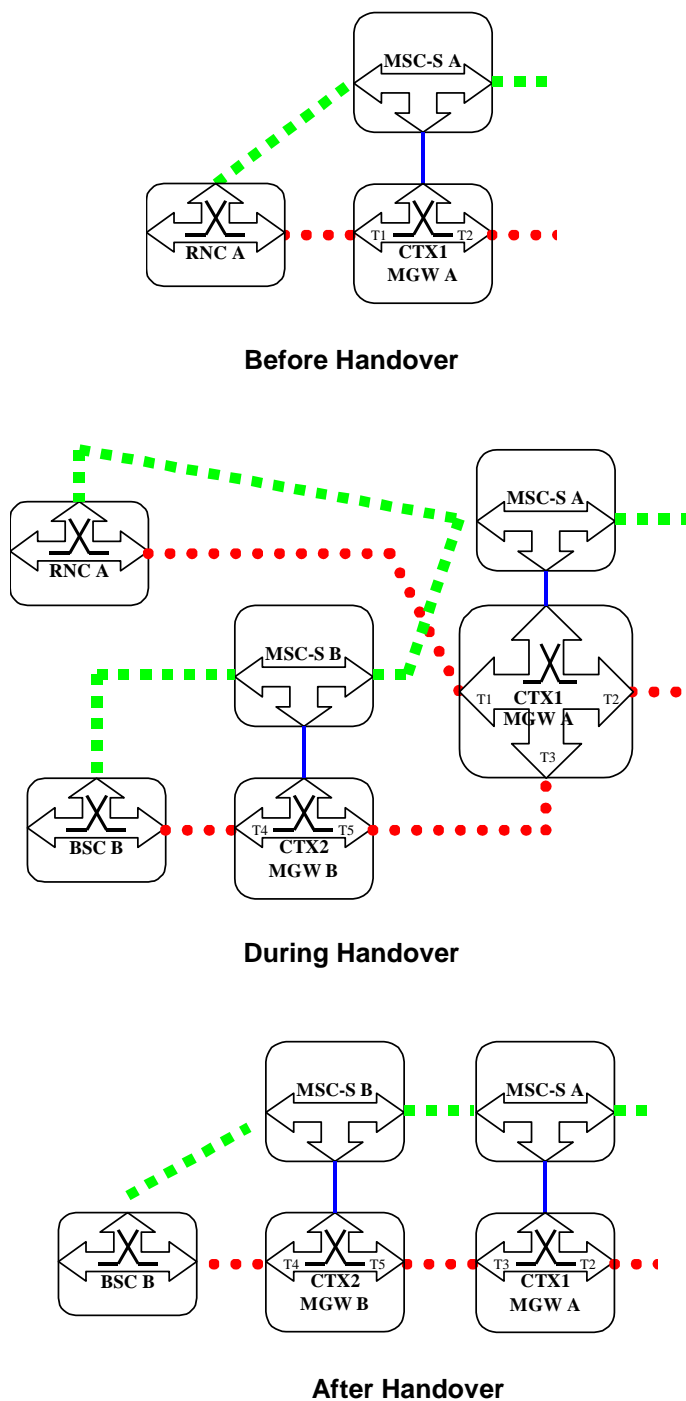 MSC-S A
RNC A
T1 T2
CTX1
MGW A
Before Handover
MSC-S A
RNC A
MSC-S B
T1 CTX1 T2
MGW A
T3
BSC B
T4 T5
CTX2
MGW B
During Handover
MSC-S B
MSC-S A
BSC B
T4 CTX2 T5
MGW B
T3 CTX1 T2
MGW A
After Handover